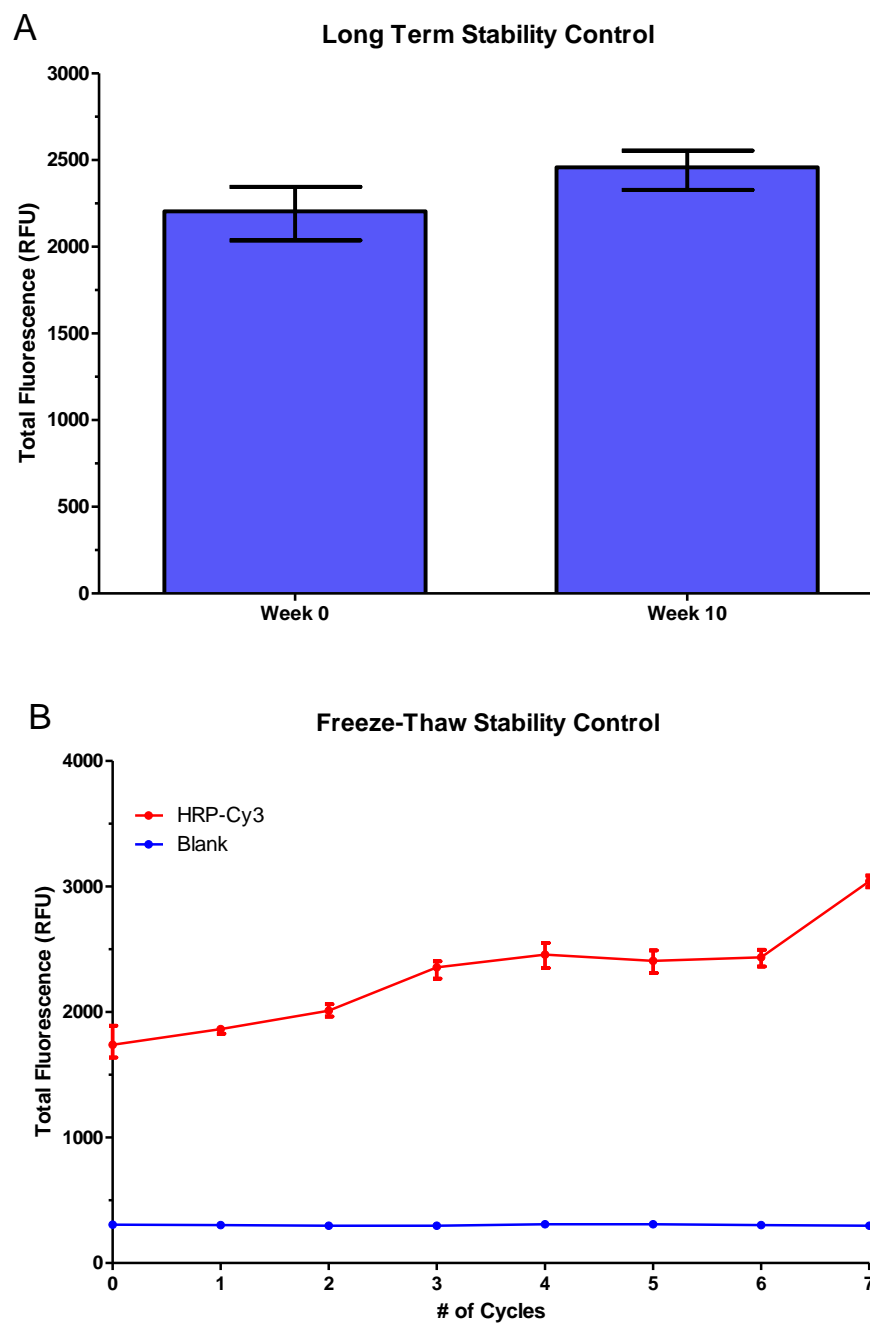 A
Long Term Stability Control
Total Fluorescence (RFU)
3000
2500
2000
1500
1000
500
0
Week 0 Week 10
B
Freeze-Thaw Stability Control
Total Fluorescence (RFU)
4000
3000
2000
1000
0
HRP-Cy3
Blank
0 1 2 3 4 5 6 7
# of Cycles